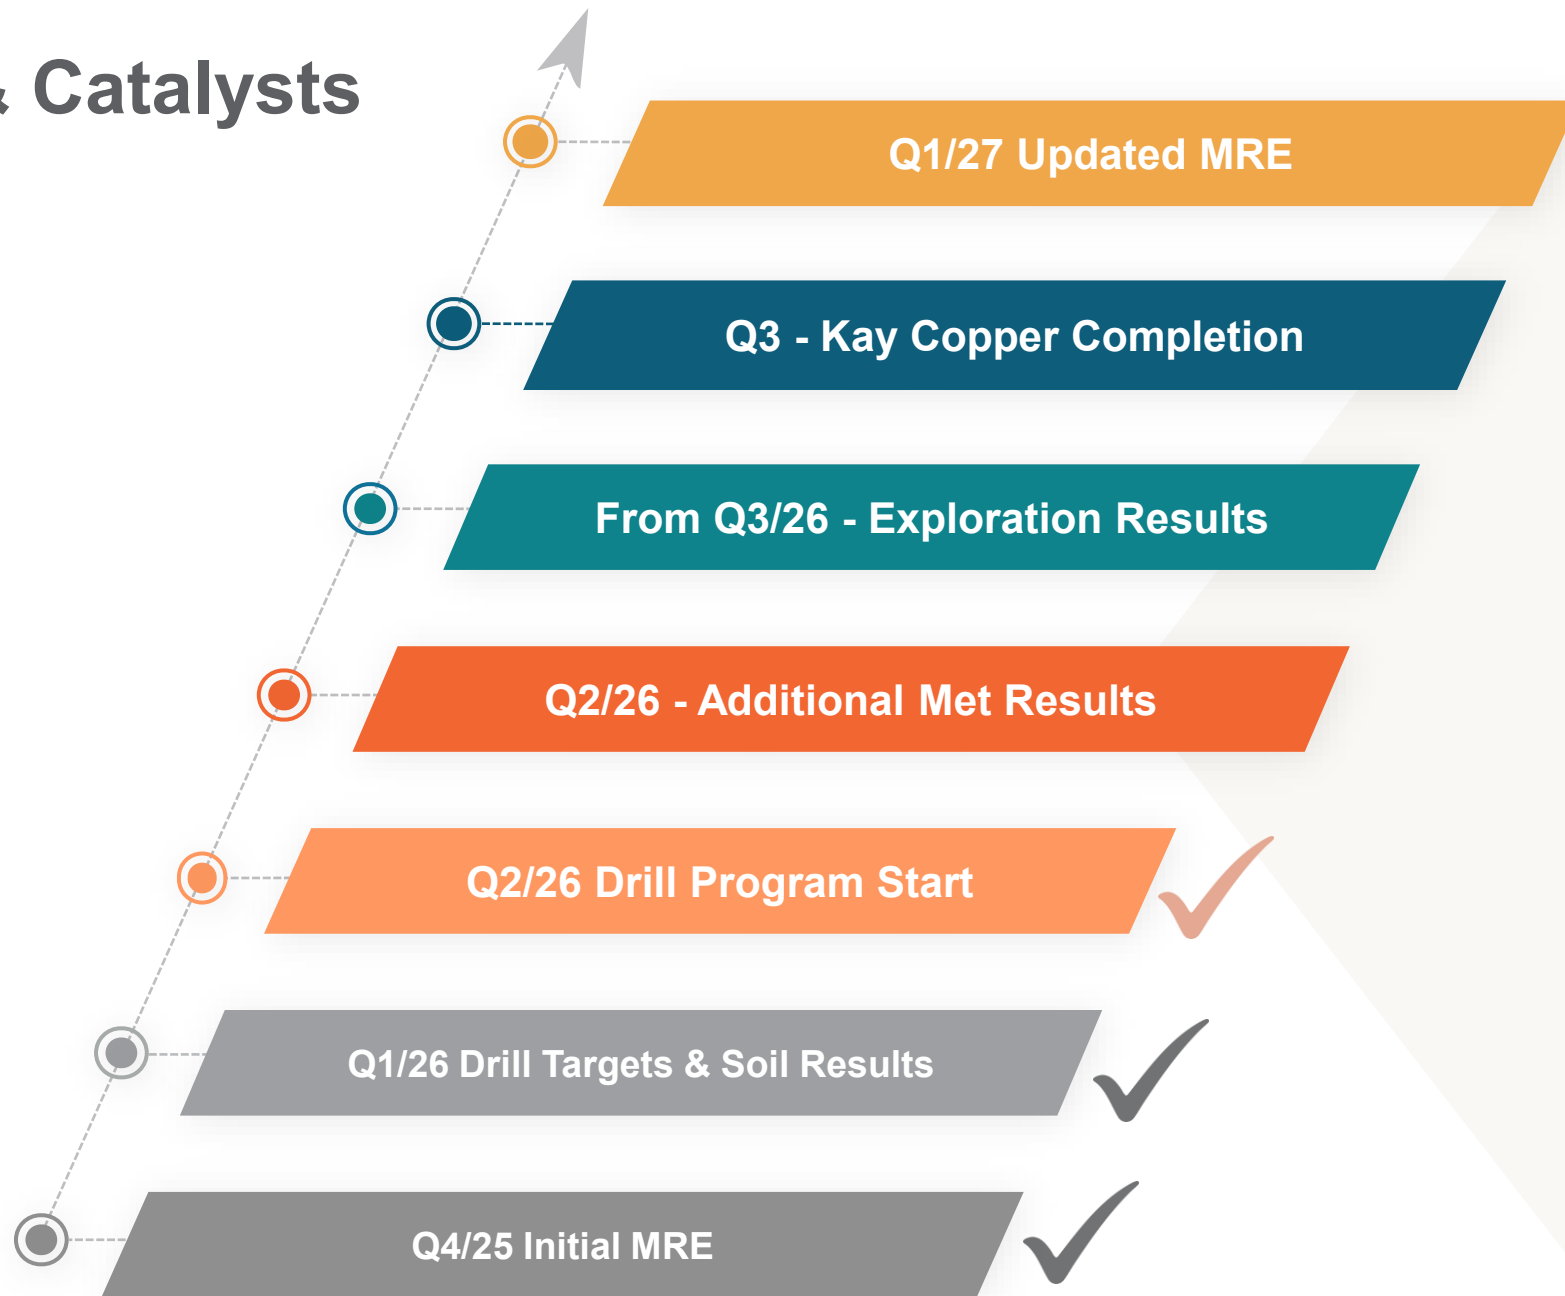 & Catalysts
Q1/27 Updated MRE
Q3 - Kay Copper Completion
From Q3/26 - Exploration Results
Q2/26 - Additional Met Results
Q2/26 Drill Program Start
Q1/26 Drill Targets & Soil Results
Q4/25 Initial MRE